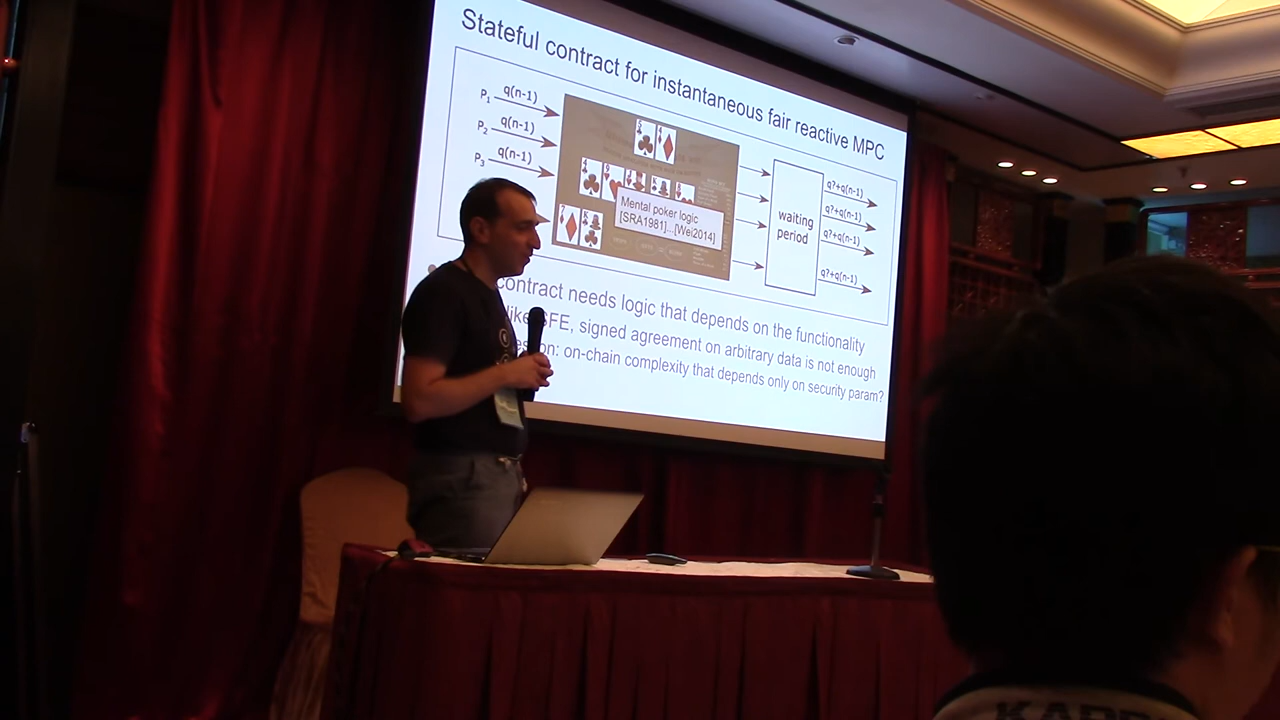 Stateful contract for instantaneous fair reactive MPC
P1 q(n-1)
P2 q(n-1)
P3 q(n-1)
Mental poker logic
[SRA1981]...[Wei2014]
waiting
period
q?+q(n-1)
q?+q(n-1)
q?+q(n-1)
q?+q(n-1)
contract needs logic that depends on the functionality
like SFE, signed agreement on arbitrary data is not enough
on-chain complexity that depends only on security param?